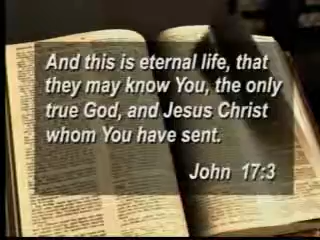 And this is eternal life, that
they may know You, the only
true God, and Jesus Christ
whom You have sent.
John 17:3